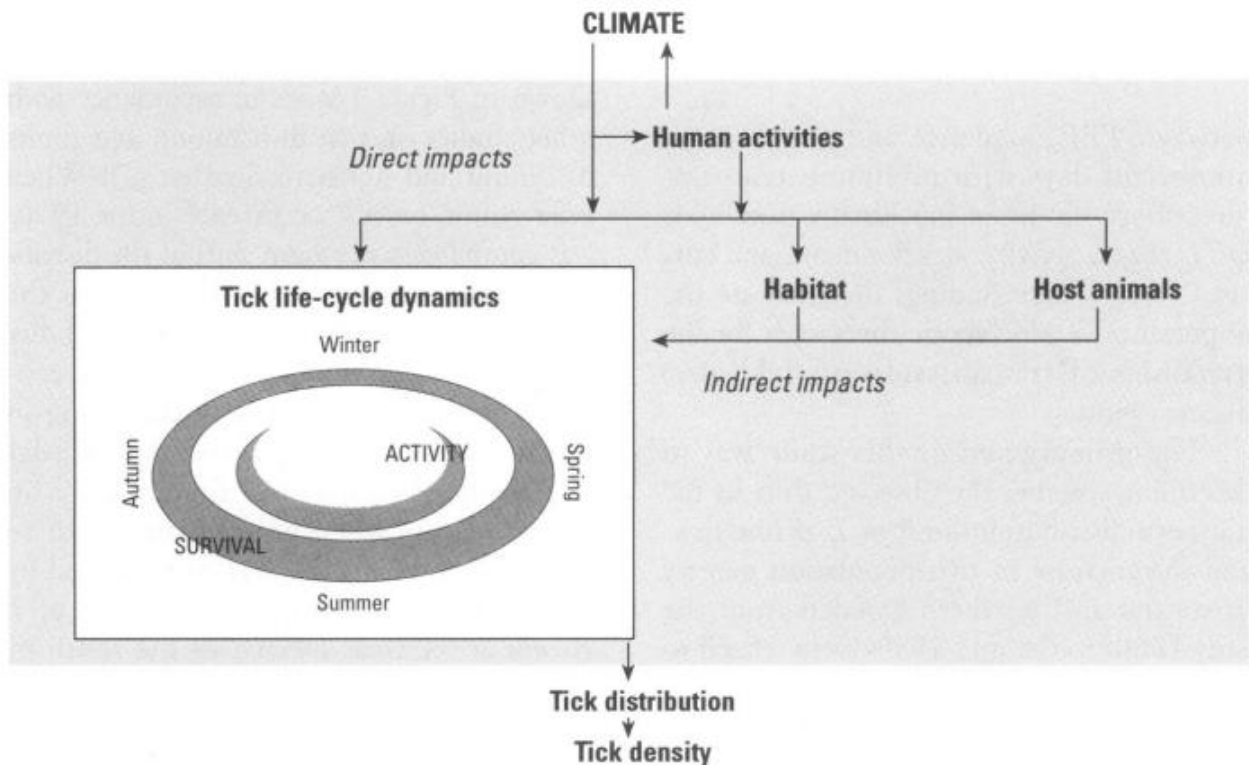 CLIMATE
Human activities
Direct impacts
Tick life-cycle dynamics
Habitat
Host animals
Winter
Indirect impacts
Autumn
ACTIVITY
Spring
SURVIVAL
Summer
Tick distribution
Tick density